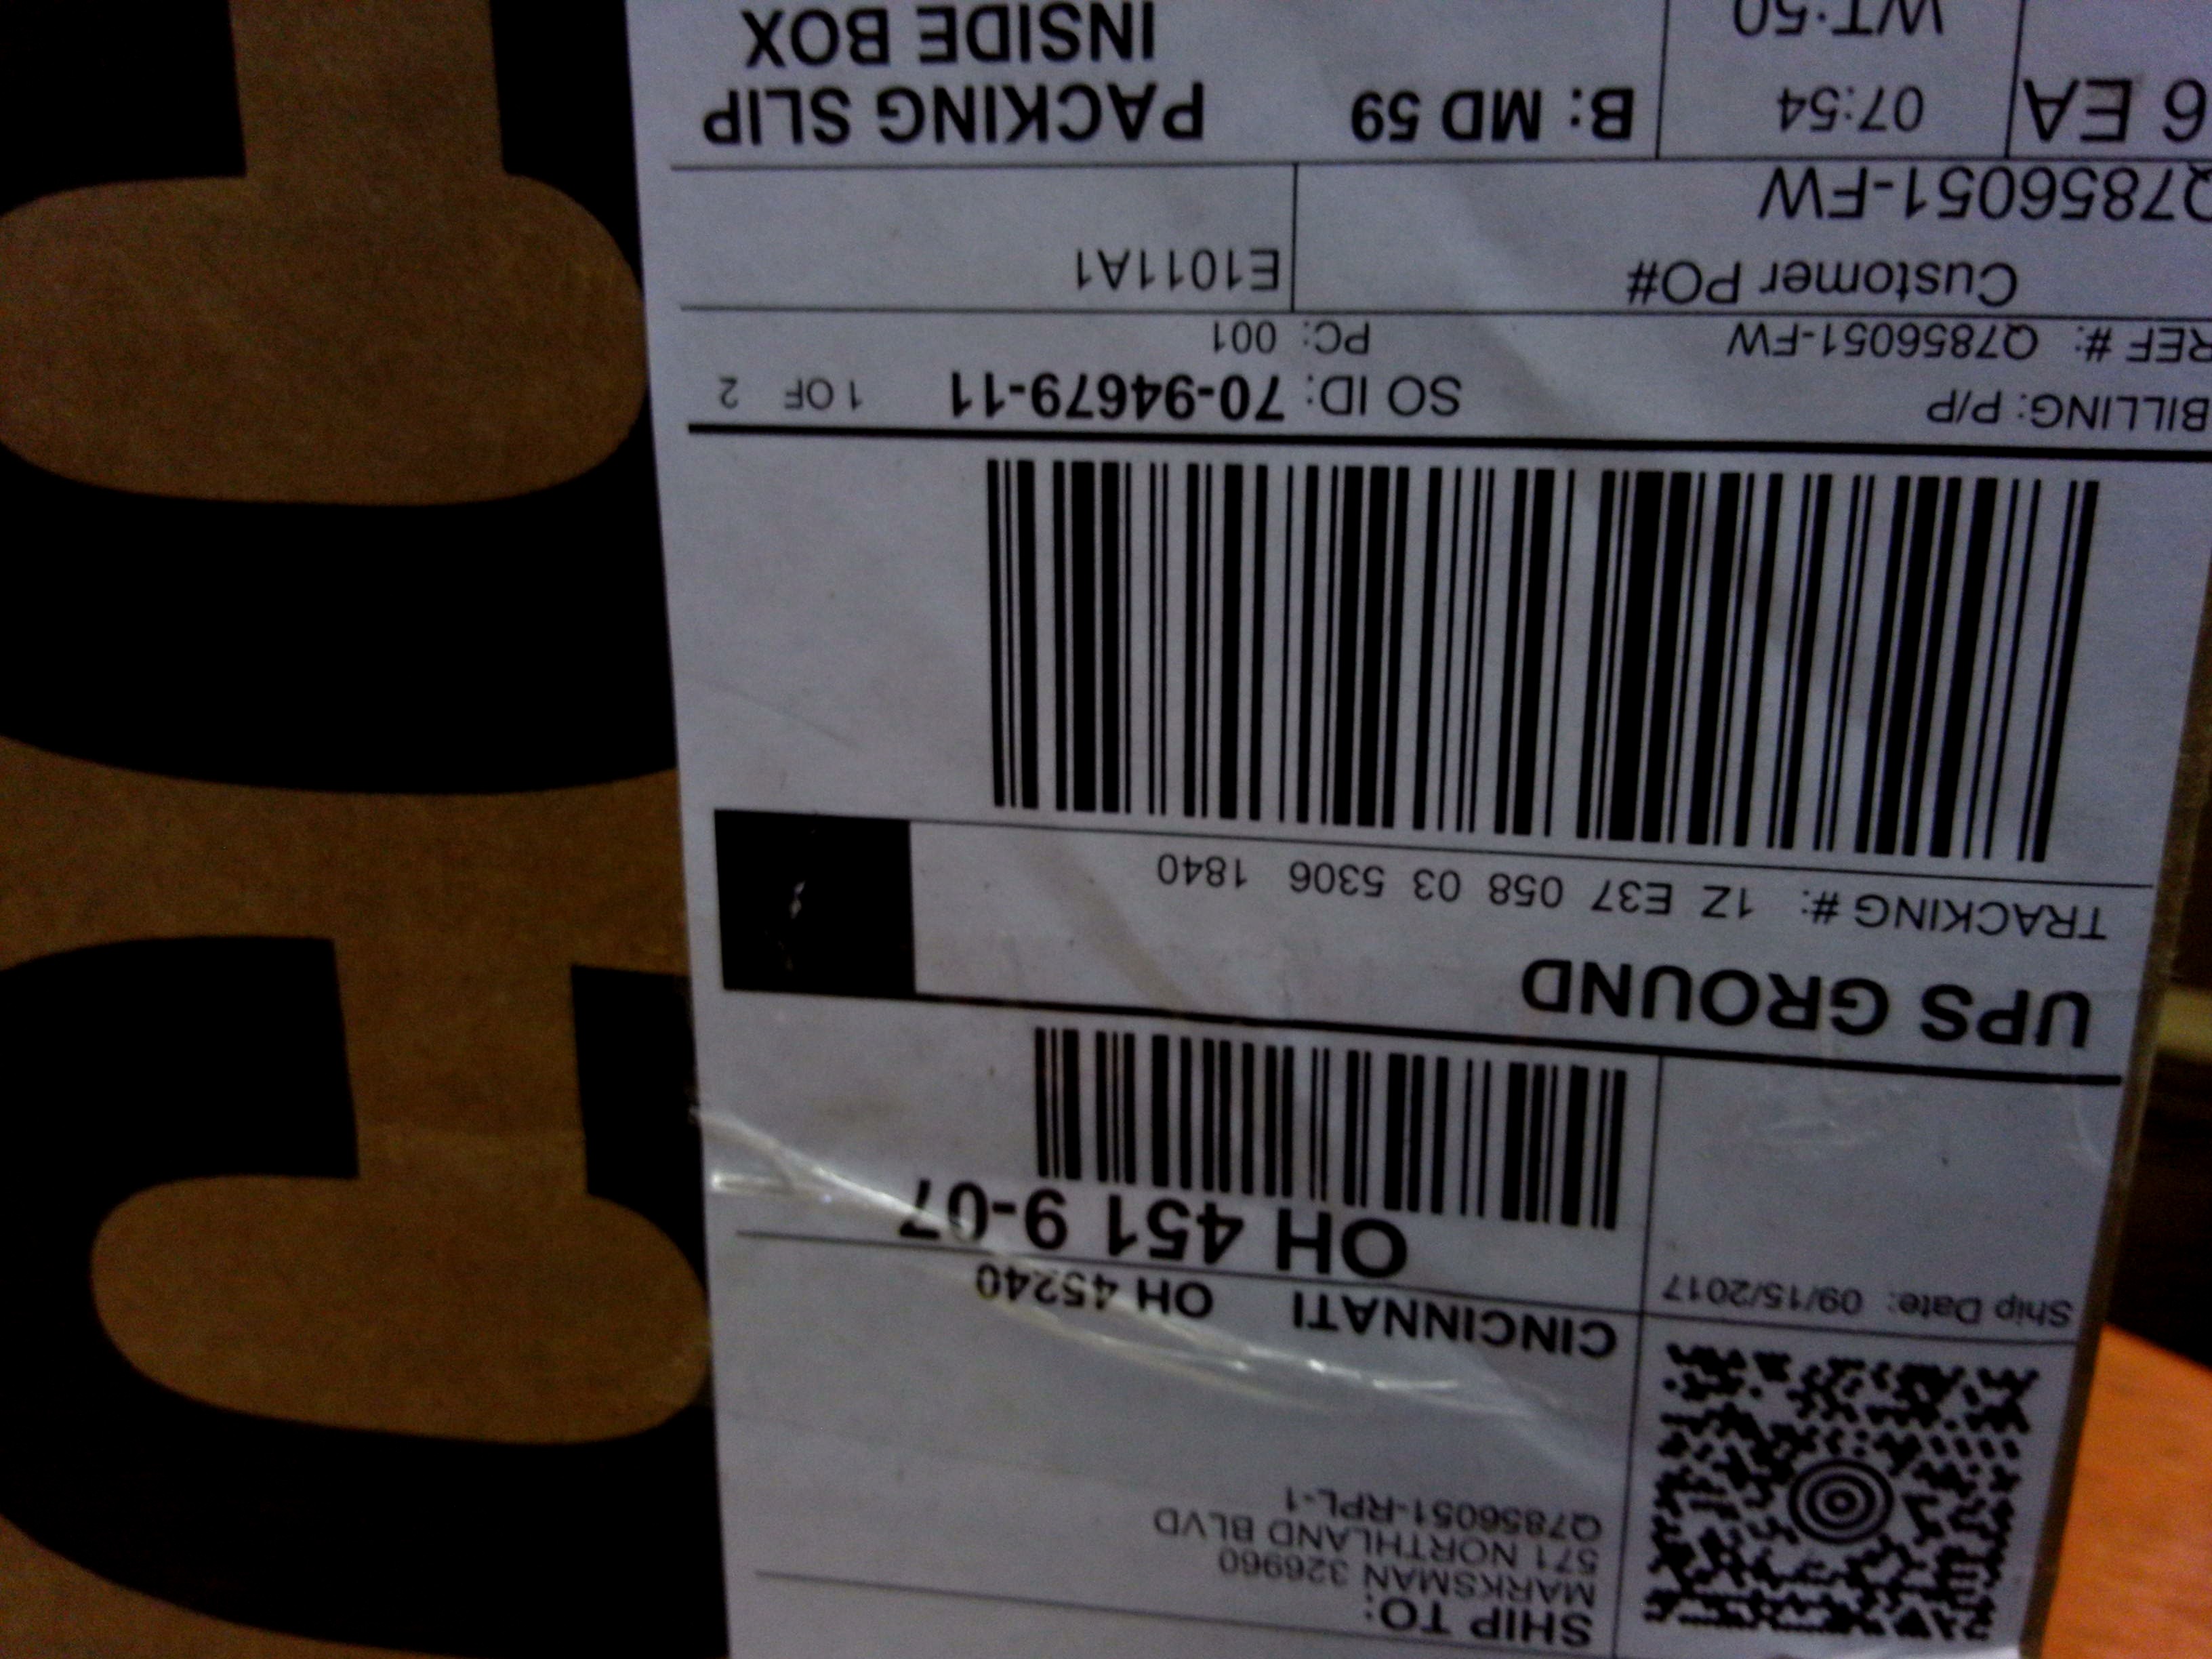 SHIP TO:
MARKSMAN 326960
571 NORTHLAND BLVD
Q7856051-RPL-1
CINCINNATI OH 45240
Ship Date: 09/15/2017
OH 451 9-07
UPS GROUND
TRACKING #: 1Z E37 058 03 5306 1840
BILLING: P/P
SO ID: 70-94679-11 1 OF 2
REF #: Q7856051-FW
PC: 001
Customer PO#
E1011A1
Q7856051-FW
6 EA
07:54
B: MD 59
PACKING SLIP
WT:50
INSIDE BOX